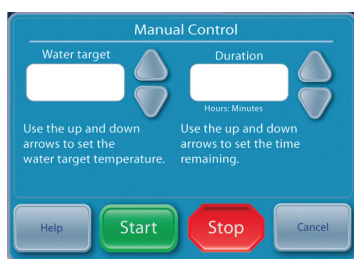 Manual Control
Water target
Duration
Hours: Minutes
Use the up and down
arrows to set the
water target temperature.
Use the up and down
arrows to set the time
remaining.
Help
Start
Stop
Cancel